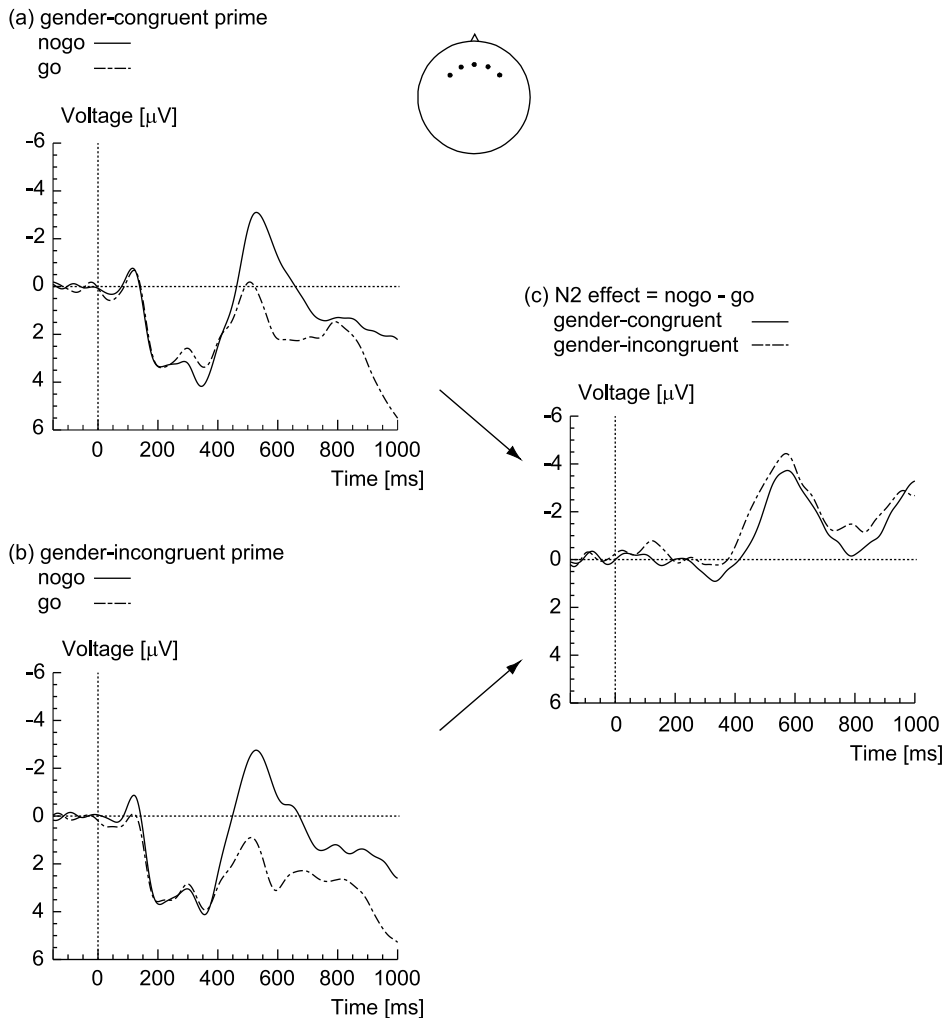 (a) gender-congruent prime
nogo
go
Voltage [μV]
-6
-4
-2
0
2
4
6
0 200 400 600 800 1000
Time [ms]
(b) gender-incongruent prime
nogo
go
Voltage [μV]
-6
-4
-2
0
2
4
6
0 200 400 600 800 1000
Time [ms]
(c) N2 effect = nogo - go
gender-congruent
gender-incongruent
Voltage [μV]
-6
-4
-2
0
2
4
6
0 200 400 600 800 1000
Time [ms]